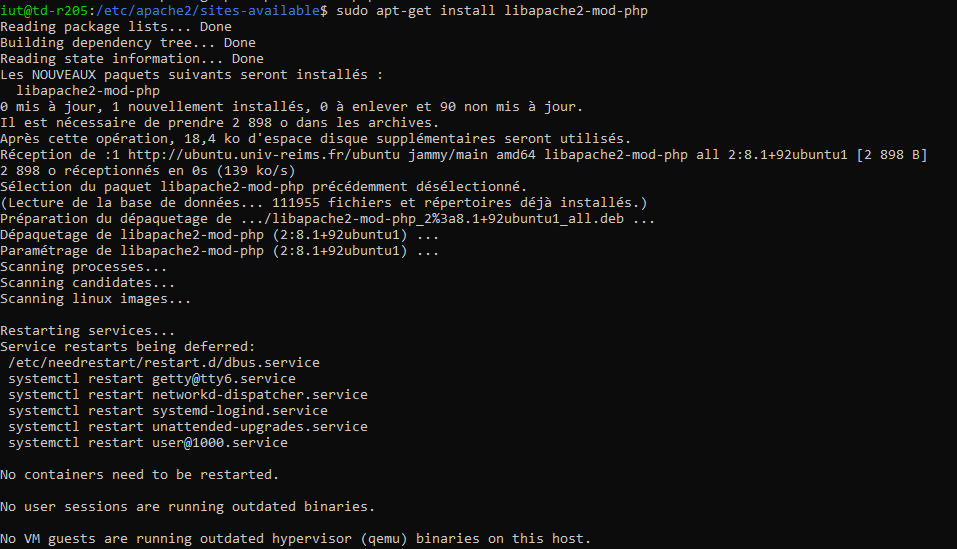 iut@td-r205:/etc/apache2/sites-available$ sudo apt-get install libapache2-mod-php
Reading package lists... Done
Building dependency tree... Done
Reading state information... Done
Les NOUVEAUX paquets suivants seront installés :
  libapache2-mod-php
0 mis à jour, 1 nouvellement installés, 0 à enlever et 90 non mis à jour.
Il est nécessaire de prendre 2 898 o dans les archives.
Après cette opération, 18,4 ko d'espace disque supplémentaires seront utilisés.
Réception de :1 http://ubuntu.univ-reims.fr/ubuntu jammy/main amd64 libapache2-mod-php all 2:8.1+92ubuntu1 [2 898 B]
2 898 o réceptionnés en 0s (139 ko/s)
Sélection du paquet libapache2-mod-php précédemment désélectionné.
(Lecture de la base de données... 111955 fichiers et répertoires déjà installés.)
Préparation du dépaquetage de .../libapache2-mod-php_2%3a8.1+92ubuntu1_all.deb ...
Dépaquetage de libapache2-mod-php (2:8.1+92ubuntu1) ...
Paramétrage de libapache2-mod-php (2:8.1+92ubuntu1) ...
Scanning processes...
Scanning candidates...
Scanning linux images...
Restarting services...
Service restarts being deferred:
 /etc/needrestart/restart.d/dbus.service
 systemctl restart getty@tty6.service
 systemctl restart networkd-dispatcher.service
 systemctl restart systemd-logind.service
 systemctl restart unattended-upgrades.service
 systemctl restart user@1000.service
No containers need to be restarted.
No user sessions are running outdated binaries.
No VM guests are running outdated hypervisor (qemu) binaries on this host.